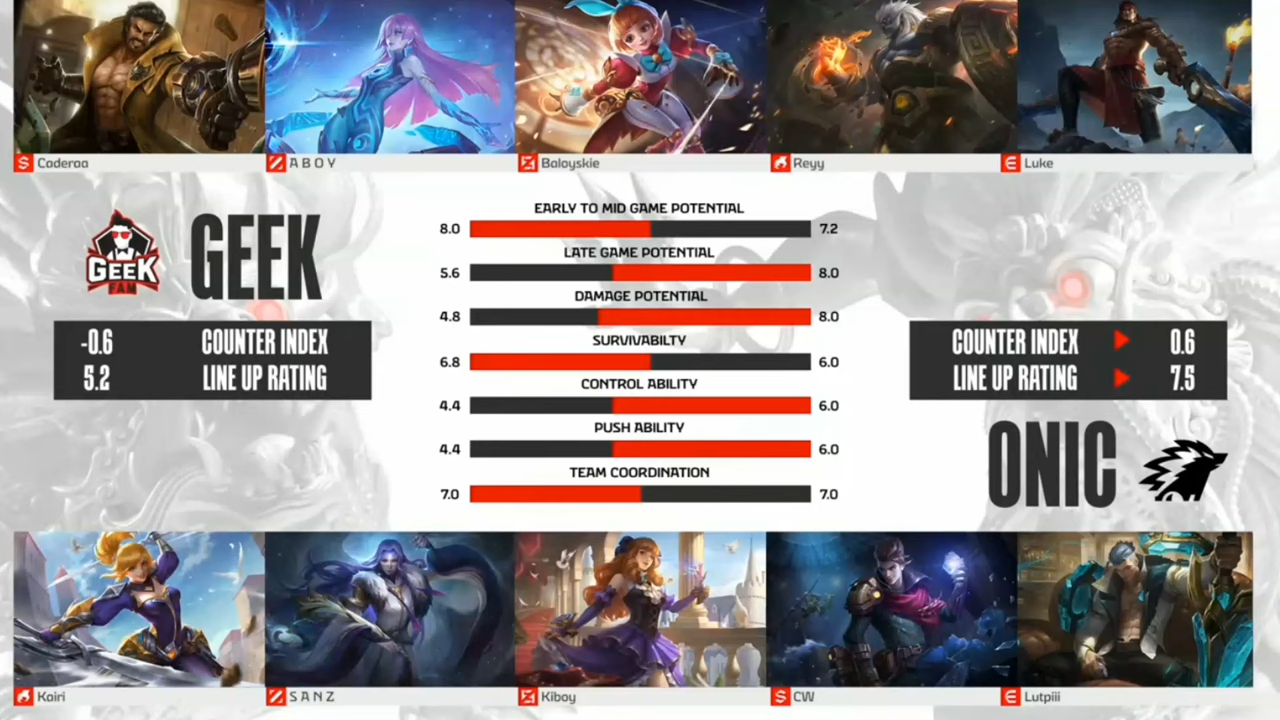 Caderaa
A B O Y
Baloyskie
Reyy
Luke
GEEK FAM
GEEK
-0.6 COUNTER INDEX
5.2 LINE UP RATING
EARLY TO MID GAME POTENTIAL
8.0 7.2
LATE GAME POTENTIAL
5.6 8.0
DAMAGE POTENTIAL
4.8 8.0
SURVIVABILTY
6.8 6.0
CONTROL ABILITY
4.4 6.0
PUSH ABILITY
4.4 6.0
TEAM COORDINATION
7.0 7.0
COUNTER INDEX 0.6
LINE UP RATING 7.5
ONIC
Kairi
S A N Z
Kiboy
CW
Lutpiii